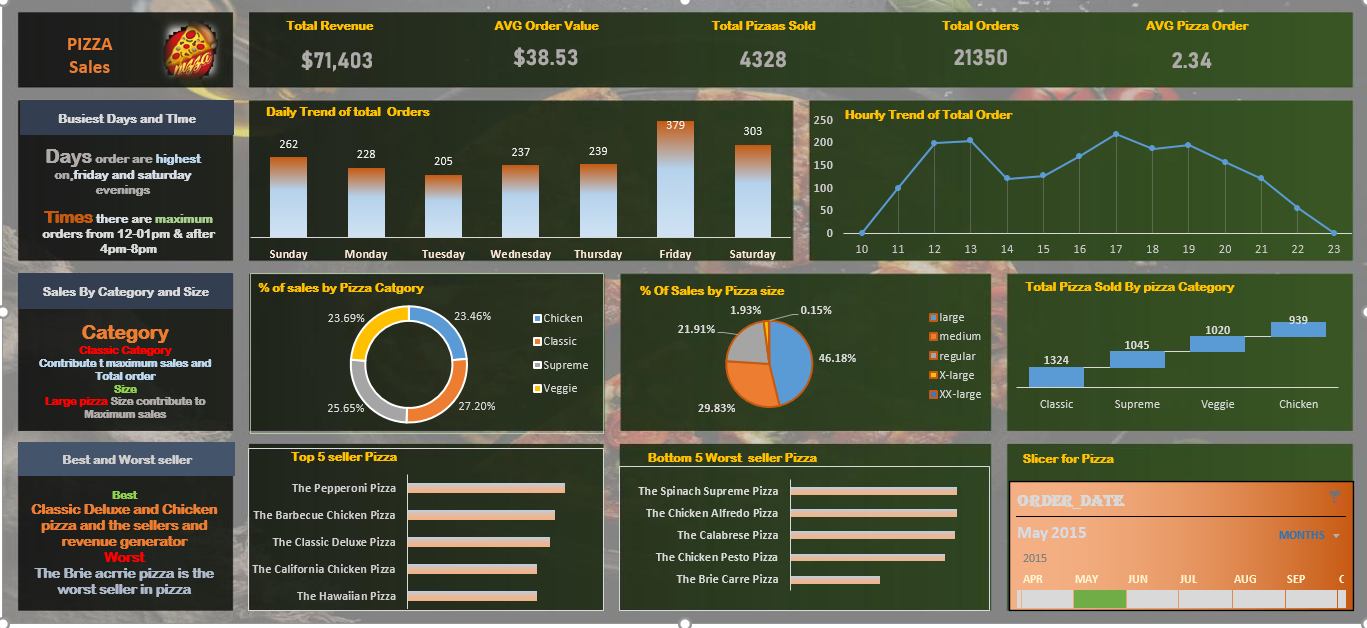 PIZZA
Sales
pizza
Total Revenue
$71,403
AVG Order Value
$38.53
Total Pizaas Sold
4328
Total Orders
21350
AVG Pizza Order
2.34
Busiest Days and TIme
Days order are highest
on,friday and saturday
evenings
Times there are maximum
orders from 12-01pm & after
4pm-8pm
Daily Trend of total Orders
262
228
205
237
239
379
303
Sunday
Monday
Tuesday
Wednesday
Thursday
Friday
Saturday
Hourly Trend of Total Order
250
200
150
100
50
0
10 11 12 13 14 15 16 17 18 19 20 21 22 23
Sales By Category and Size
Category
Classic Category
Contribute t maximum sales and
Total order
Size
Large pizza Size contribute to
Maximum sales
% of sales by Pizza Catgory
23.69%
23.46%
25.65%
27.20%
Chicken
Classic
Supreme
Veggie
% Of Sales by Pizza size
1.93%
0.15%
21.91%
46.18%
29.83%
large
medium
regular
X-large
XX-large
Total Pizza Sold By pizza Category
1324
1045
1020
939
Classic
Supreme
Veggie
Chicken
Best and Worst seller
Best
Classic Deluxe and Chicken
pizza and the sellers and
revenue generator
Worst
The Brie acrrie pizza is the
worst seller in pizza
Top 5 seller Pizza
The Pepperoni Pizza
The Barbecue Chicken Pizza
The Classic Deluxe Pizza
The California Chicken Pizza
The Hawaiian Pizza
Bottom 5 Worst seller Pizza
The Spinach Supreme Pizza
The Chicken Alfredo Pizza
The Calabrese Pizza
The Chicken Pesto Pizza
The Brie Carre Pizza
Slicer for Pizza
ORDER_DATE
May 2015
MONTHS
2015
APR MAY JUN JUL AUG SEP